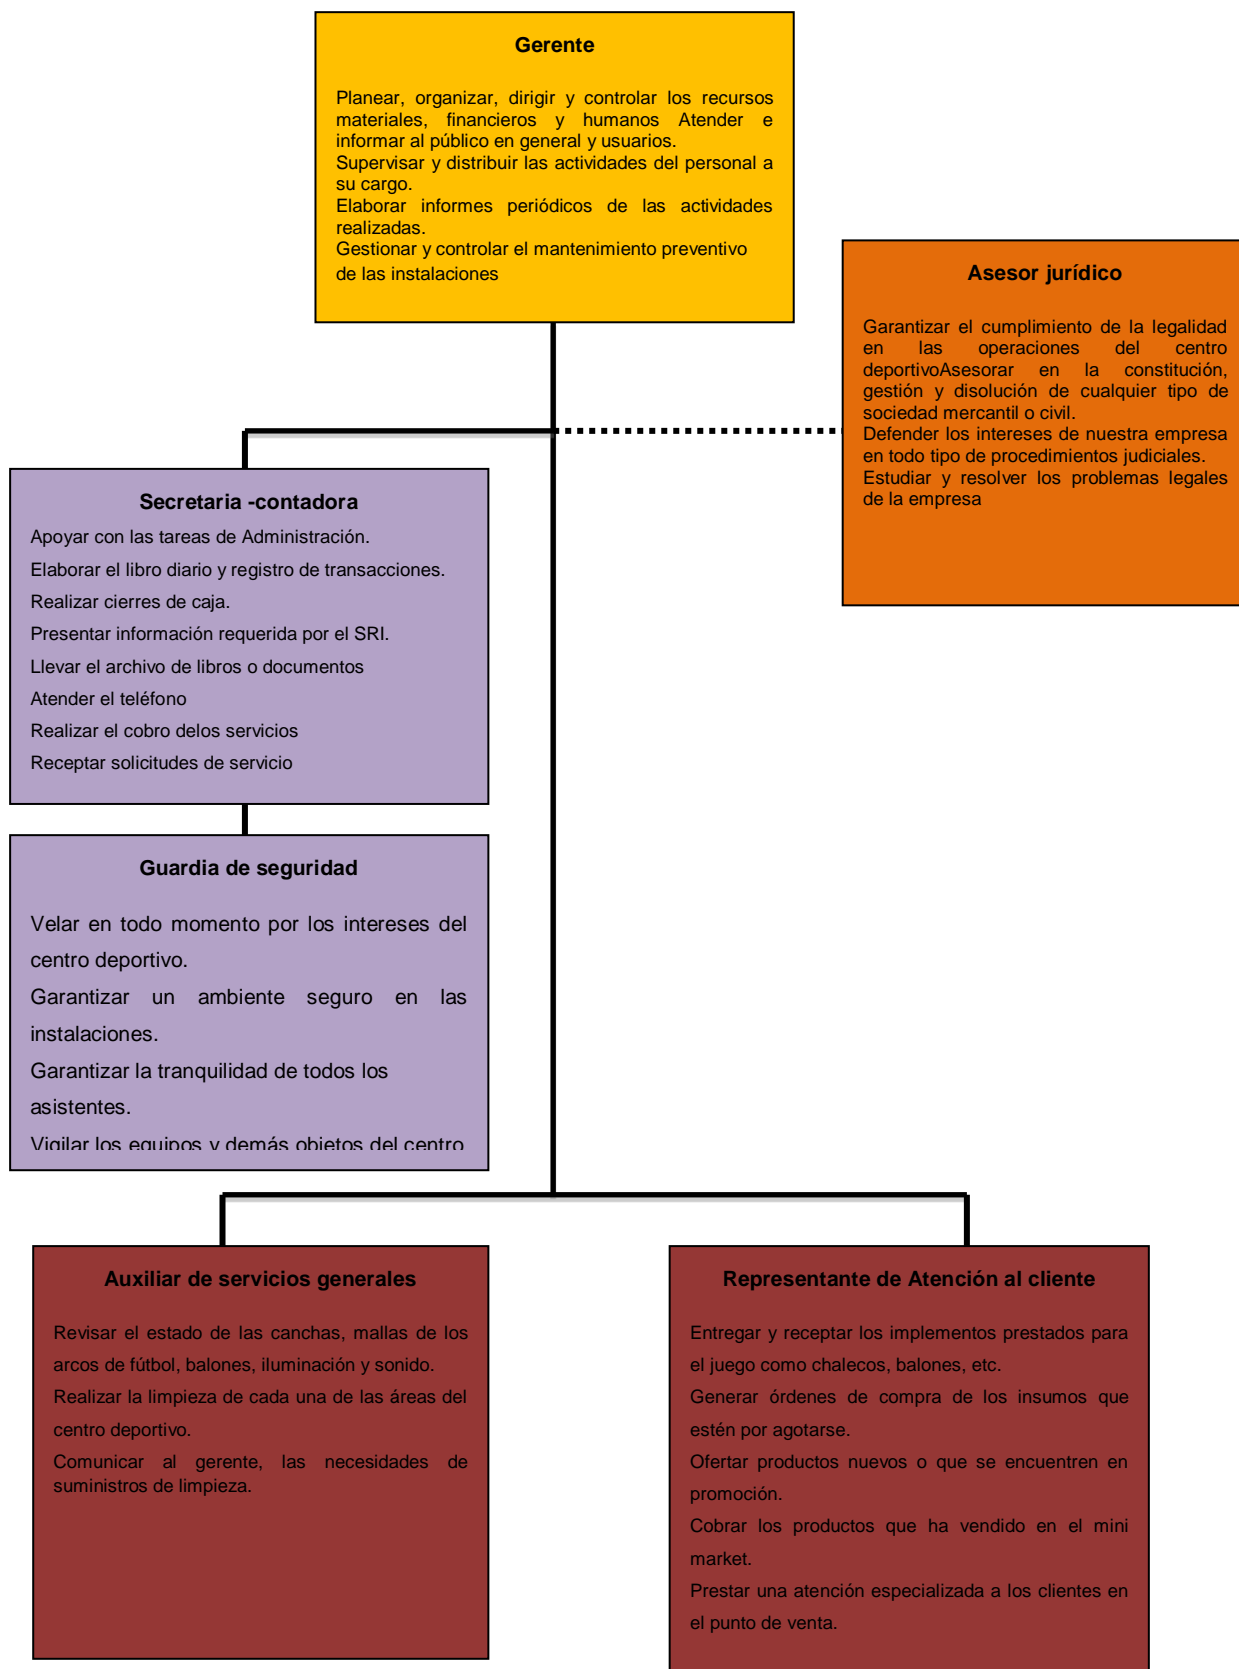 Gerente
Planear, organizar, dirigir y controlar los recursos
materiales, financieros y humanos Atender e
informar al público en general y usuarios.
Supervisar y distribuir las actividades del personal a
su cargo.
Elaborar informes periódicos de las actividades
realizadas.
Gestionar y controlar el mantenimiento preventivo
de las instalaciones
Asesor jurídico
Garantizar el cumplimiento de la legalidad
en las operaciones del centro
deportivoAsesorar en la constitución,
gestión y disolución de cualquier tipo de
sociedad mercantil o civil.
Defender los intereses de nuestra empresa
en todo tipo de procedimientos judiciales.
Estudiar y resolver los problemas legales
de la empresa
Secretaria -contadora
Apoyar con las tareas de Administración.
Elaborar el libro diario y registro de transacciones.
Realizar cierres de caja.
Presentar información requerida por el SRI.
Llevar el archivo de libros o documentos
Atender el teléfono
Realizar el cobro delos servicios
Receptar solicitudes de servicio
Guardia de seguridad
Velar en todo momento por los intereses del
centro deportivo.
Garantizar un ambiente seguro en las
instalaciones.
Garantizar la tranquilidad de todos los
asistentes.
Vigilar los equipos y demás objetos del centro
Auxiliar de servicios generales
Revisar el estado de las canchas, mallas de los
arcos de fútbol, balones, iluminación y sonido.
Realizar la limpieza de cada una de las áreas del
centro deportivo.
Comunicar al gerente, las necesidades de
suministros de limpieza.
Representante de Atención al cliente
Entregar y receptar los implementos prestados para
el juego como chalecos, balones, etc.
Generar órdenes de compra de los insumos que
estén por agotarse.
Ofertar productos nuevos o que se encuentren en
promoción.
Cobrar los productos que ha vendido en el mini
market.
Prestar una atención especializada a los clientes en
el punto de venta.